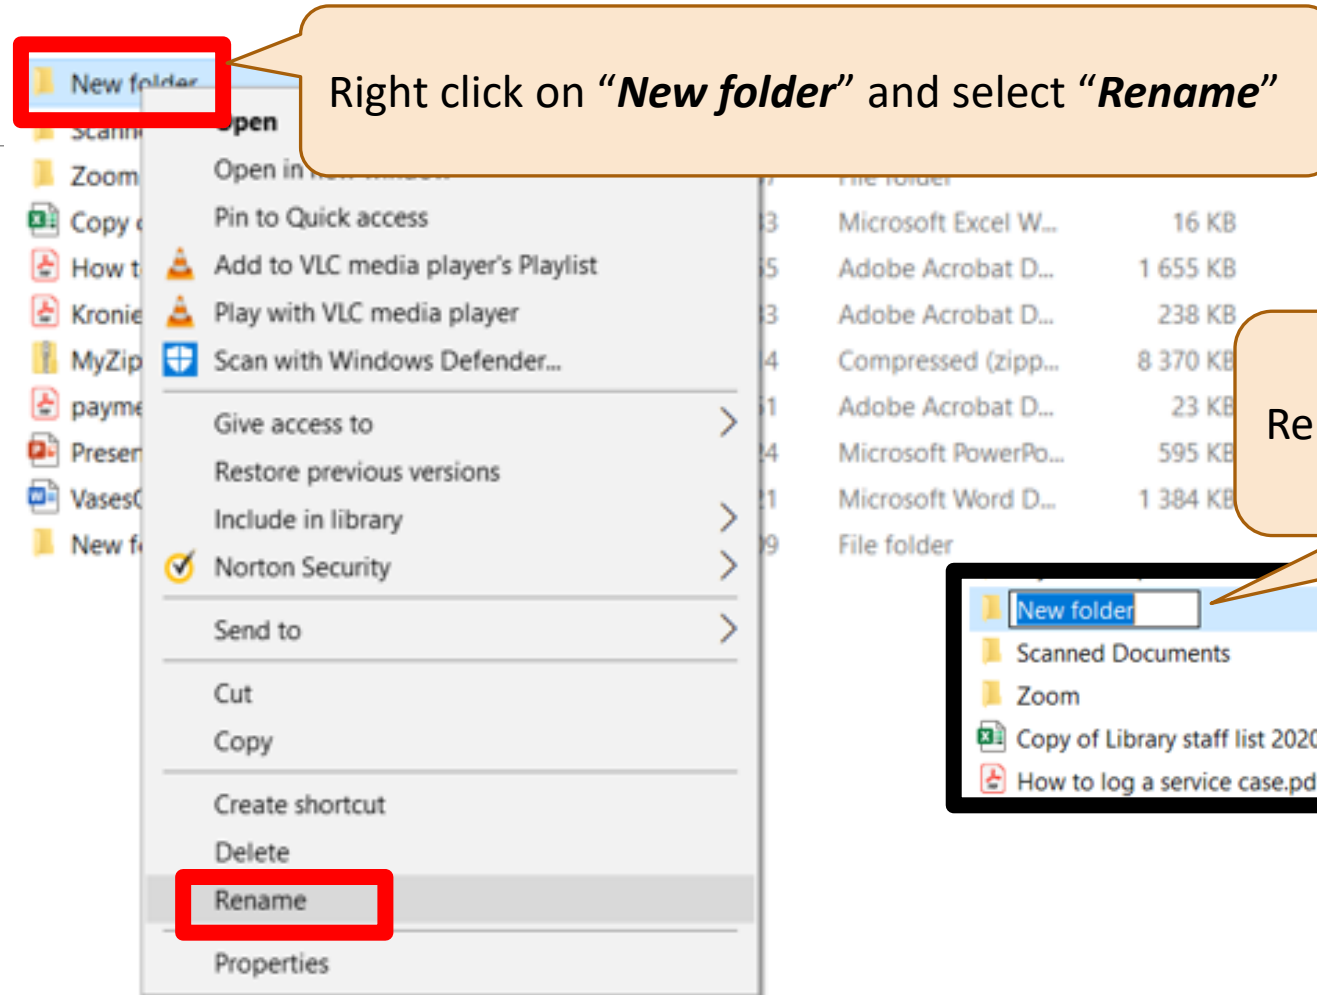 Right click on “New folder” and select “Rename”
New folder
Open
Open in
Zoom
Pin to Quick access
Copy
Microsoft Excel W... 16 KB
How t
Add to VLC media player's Playlist
Adobe Acrobat D... 1 655 KB
Kronie
Play with VLC media player
Adobe Acrobat D... 238 KB
MyZip
Scan with Windows Defender...
Compressed (zipp... 8 370 KB
payme
Give access to
Adobe Acrobat D... 23 KB
Presen
Restore previous versions
Microsoft PowerPo... 595 KB
Vases
Include in library
Microsoft Word D... 1 384 KB
New f
Norton Security
File folder
Send to
Cut
Copy
Create shortcut
Delete
Rename
Properties
Re
New folder
Scanned Documents
Zoom
Copy of Library staff list 2020
How to log a service case.pd